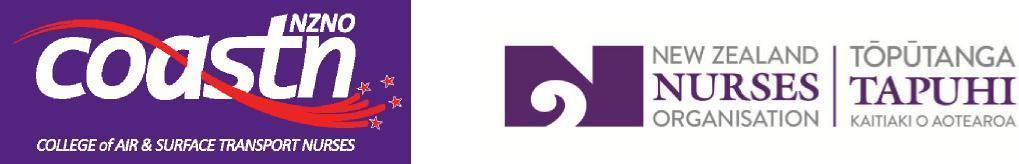 NZNO
coastn
COLLEGE of AIR & SURFACE TRANSPORT NURSES
NEW ZEALAND
NURSES
ORGANISATION
TŌPŪTANGA
TAPUHI
KAITIAKI O AOTEAROA